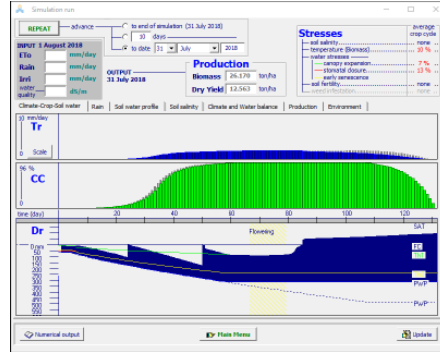 Simulation run
REPEAT
advance
to end of simulation (31 July 2018)
10 days
to date 31 July 2018
INPUT 1 August 2018
ETo mm/day
Rain mm/day
Irri mm/day
water quality dS/m
OUTPUT
31 July 2018
Production
Biomass 26.178 ton/ha
Dry Yield 12.563 ton/ha
Stresses
average
crop cycle
soil salinity none
temperature (Biomass) 10 %
water stresses
canopy expansion 7 %
stomatal closure 13 %
early senescence
soil fertility none
Climate-Crop-Soil water Rain Soil water profile Soil salinity Climate and Water balance Production Environment
10 mm/day
Tr
Scale
0
96 %
CC
0
time (day) 20 40 60 80 100 120
Dr
Flowering
SAT
0 mm
FC
50
100
150
200
250
300
PWP
350
400
450
500
550
PWP
Numerical output
Main Menu
Update